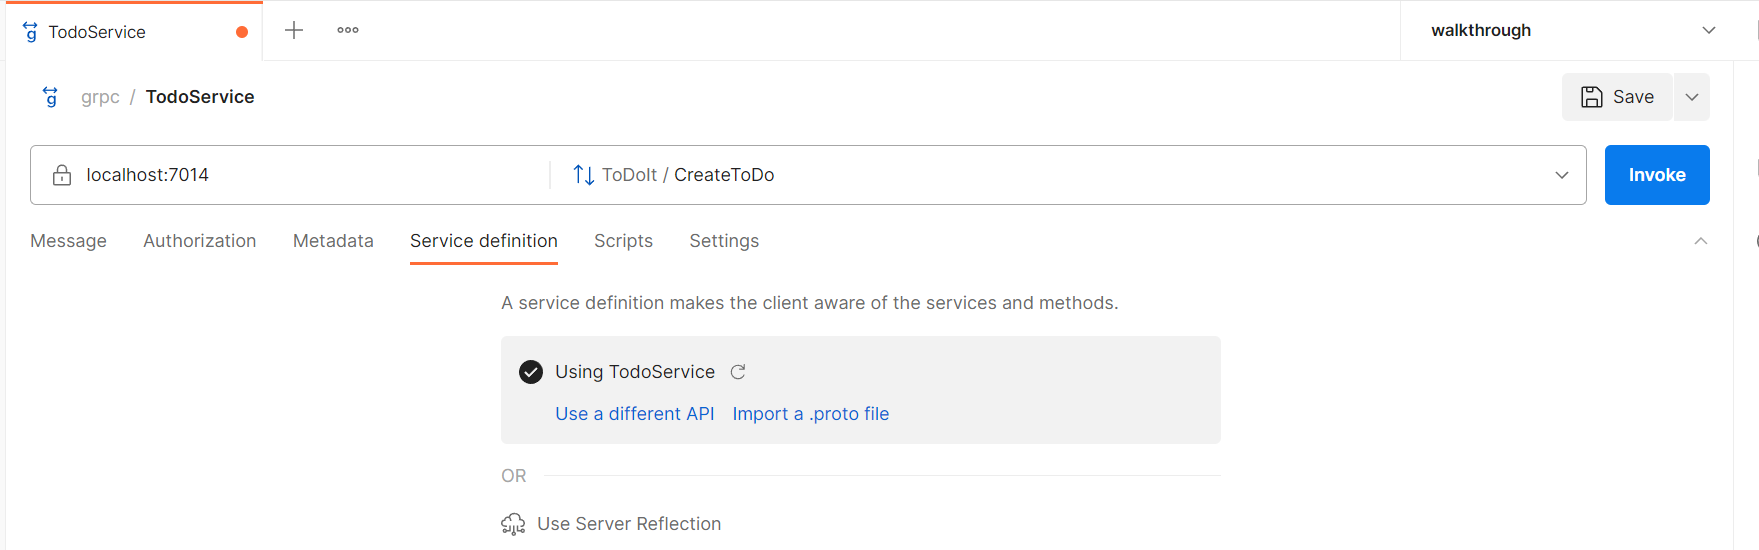 TodoService
walkthrough
grpc / TodoService
Save
localhost:7014
ToDoIt / CreateToDo
Invoke
Message Authorization Metadata Service definition Scripts Settings
A service definition makes the client aware of the services and methods.
Using TodoService
Use a different API Import a .proto file
OR
Use Server Reflection